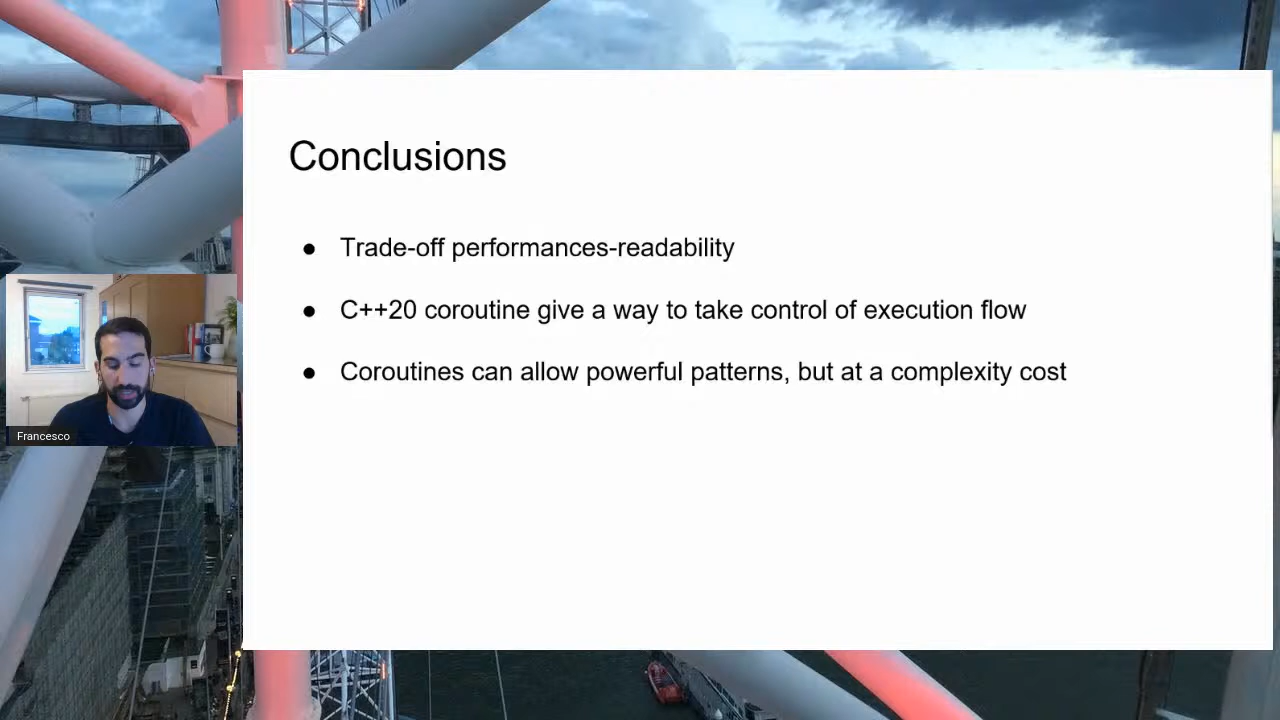 Conclusions
● Trade-off performances-readability
● C++20 coroutine give a way to take control of execution flow
● Coroutines can allow powerful patterns, but at a complexity cost
Francesco